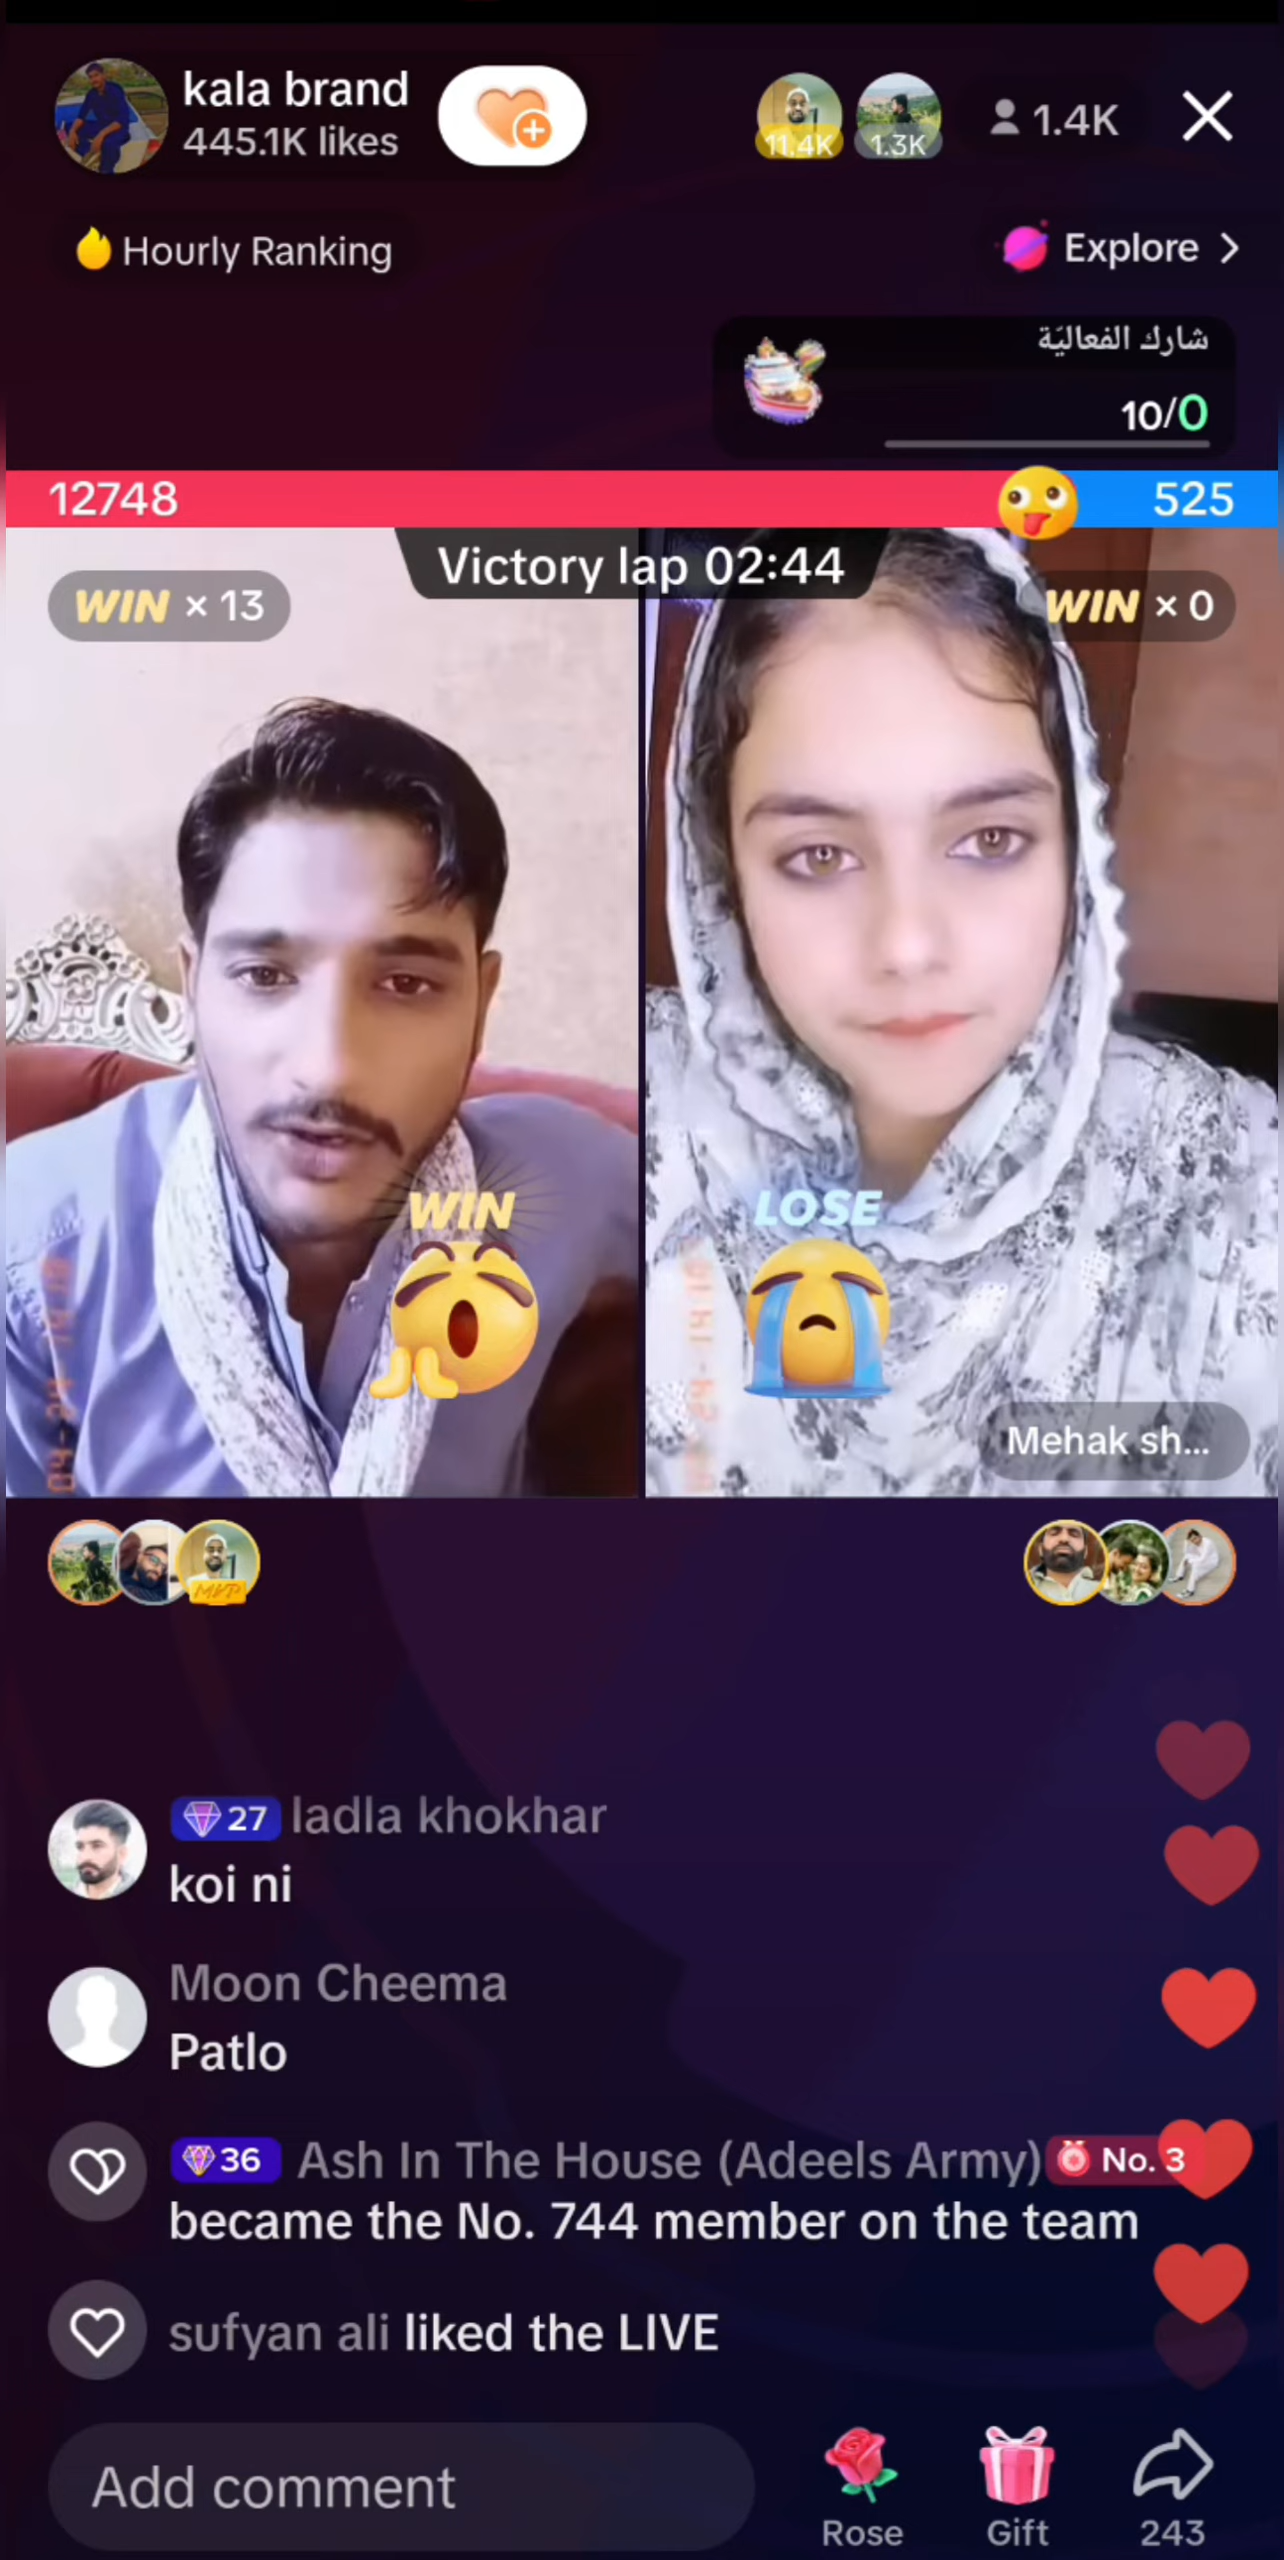 kala brand
445.1K likes
11.4K
1.3K
1.4K
Hourly Ranking
Explore
شارك الفعاليّة
10/0
12748
525
Victory lap 02:44
WIN × 13
WIN × 0
WIN
LOSE
Mehak sh...
MVP
27 ladla khokhar
koi ni
Moon Cheema
Patlo
36 Ash In The House (Adeels Army) No. 3
became the No. 744 member on the team
sufyan ali liked the LIVE
Add comment
Rose
Gift
243